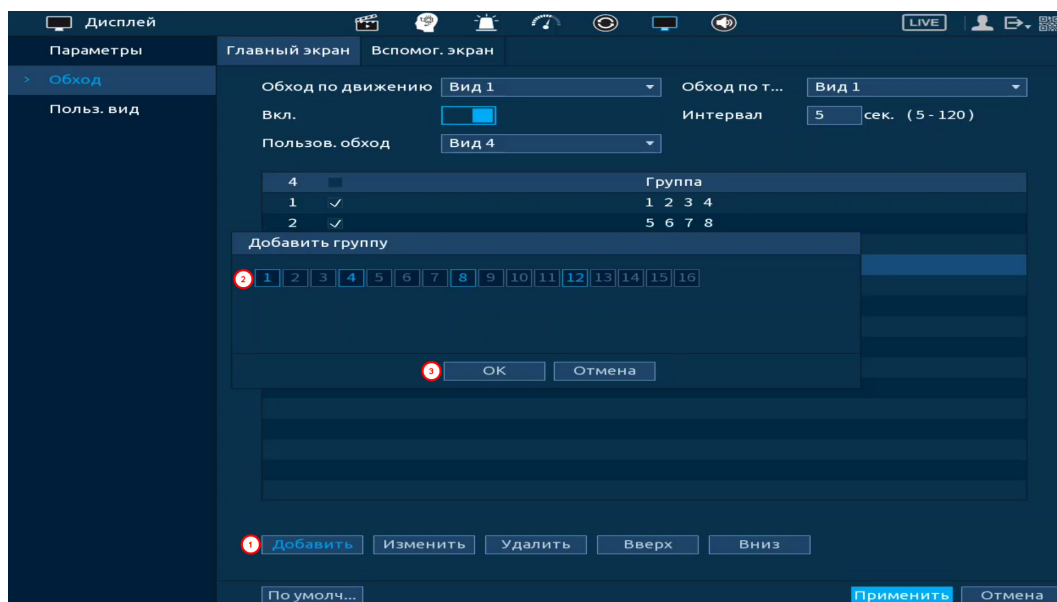 Дисплей LIVE
Параметры Главный экран Вспомог. экран
> Обход Обход по движению Вид 1 Обход по т... Вид 1
Польз. вид Вкл. Интервал 5 сек. (5-120)
Пользов. обход Вид 4
4 Группа
1 1 2 3 4
2 5 6 7 8
Добавить группу
2 1 2 3 4 5 6 7 8 9 10 11 12 13 14 15 16
3 OK Отмена
1 Добавить Изменить Удалить Вверх Вниз
По умолч... Применить Отмена